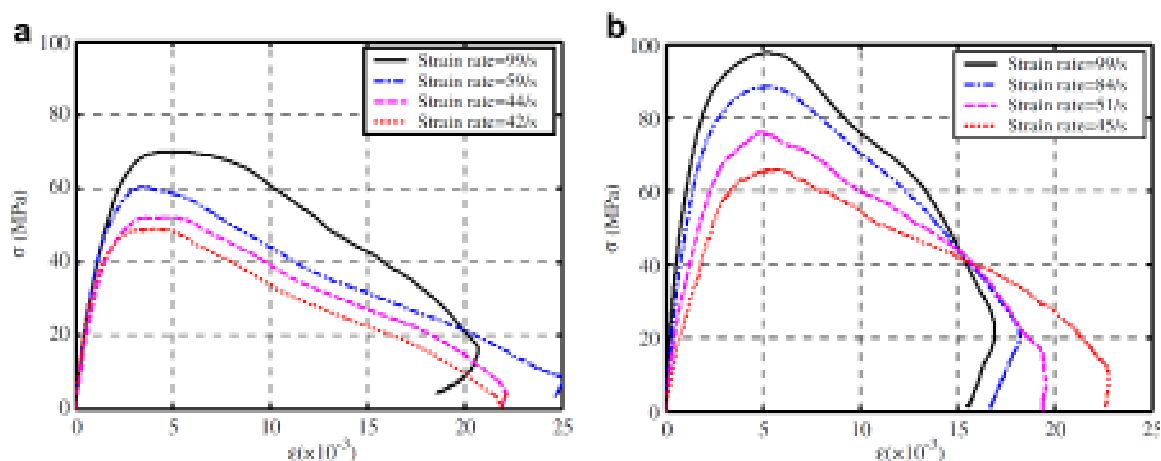 a
100
80
60
40
20
0
σ (MPa)
Strain rate=99/s
Strain rate=59/s
Strain rate=44/s
Strain rate=42/s
0 5 10 15 20 25
ε(×10⁻³)
b
100
80
60
40
20
0
σ (MPa)
Strain rate=99/s
Strain rate=84/s
Strain rate=51/s
Strain rate=45/s
0 5 10 15 20 25
ε(×10⁻³)